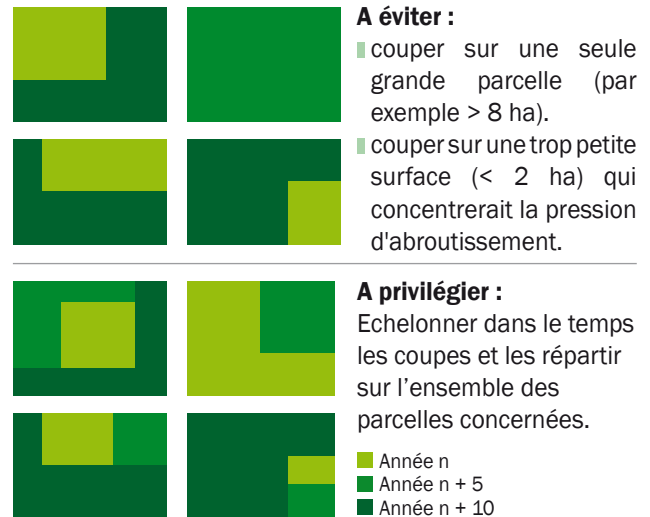 A éviter :
couper sur une seule
grande parcelle (par
exemple > 8 ha).
couper sur une trop petite
surface (< 2 ha) qui
concentrerait la pression
d'abroutissement.
A privilégier :
Echelonner dans le temps
les coupes et les répartir
sur l'ensemble des
parcelles concernées.
Année n
Année n + 5
Année n + 10